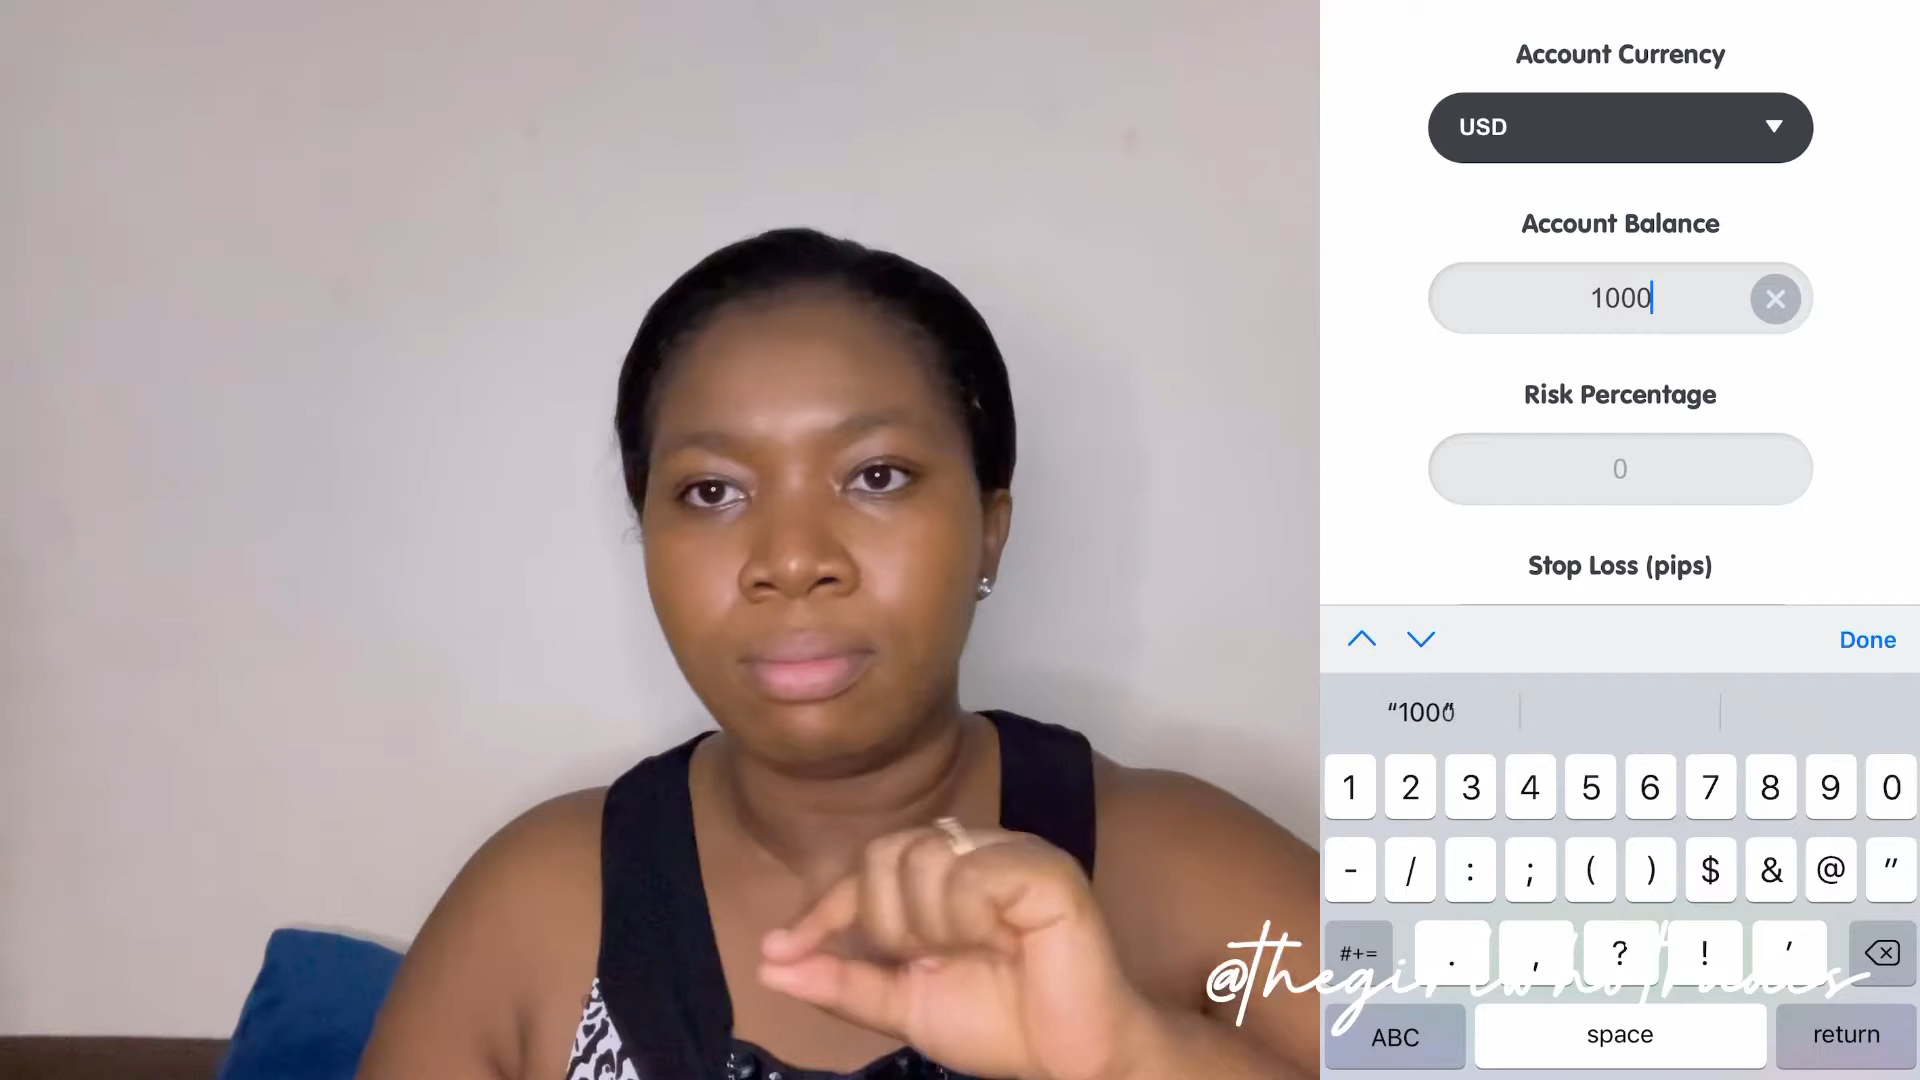 Account Currency
USD
Account Balance
1000
Risk Percentage
0
Stop Loss (pips)
Done
“1000”
1 2 3 4 5 6 7 8 9 0
- / : ; ( ) $ & @ "
#+= . , ? ! '
@thegirlwhotrades
ABC space return